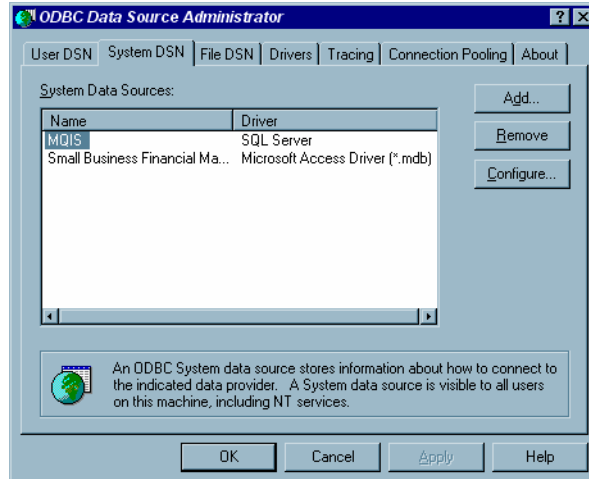 ODBC Data Source Administrator
User DSN System DSN File DSN Drivers Tracing Connection Pooling About
System Data Sources:
Add...
Name Driver
MQIS SQL Server
Remove
Small Business Financial Ma... Microsoft Access Driver (*.mdb)
Configure...
An ODBC System data source stores information about how to connect to
the indicated data provider. A System data source is visible to all users
on this machine, including NT services.
OK Cancel Apply Help